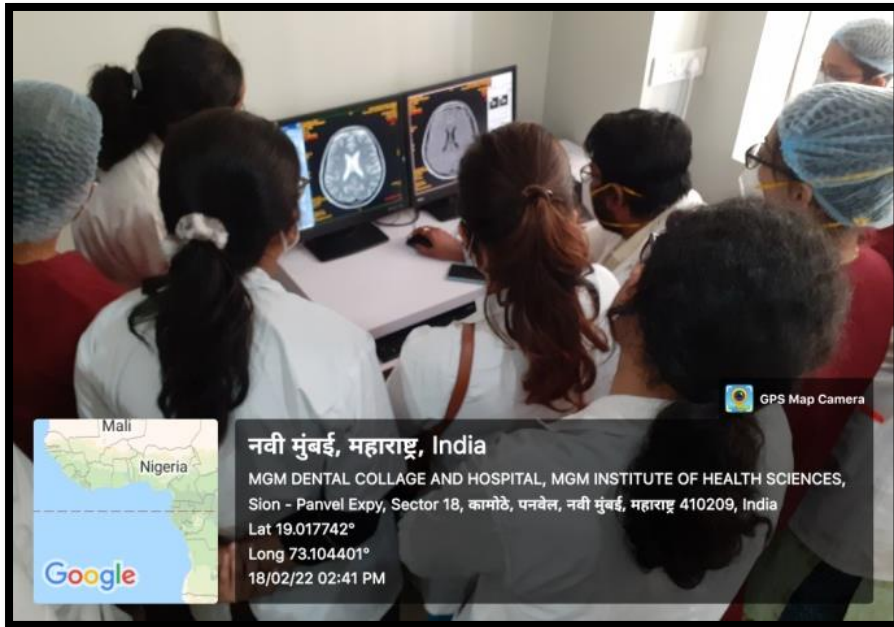 GPS Map Camera
Mali
Nigeria
Google
नवी मुंबई, महाराष्ट्र, India
MGM DENTAL COLLAGE AND HOSPITAL, MGM INSTITUTE OF HEALTH SCIENCES,
Sion - Panvel Expy, Sector 18, कामोठे, पनवेल, नवी मुंबई, महाराष्ट्र 410209, India
Lat 19.017742°
Long 73.104401°
18/02/22 02:41 PM